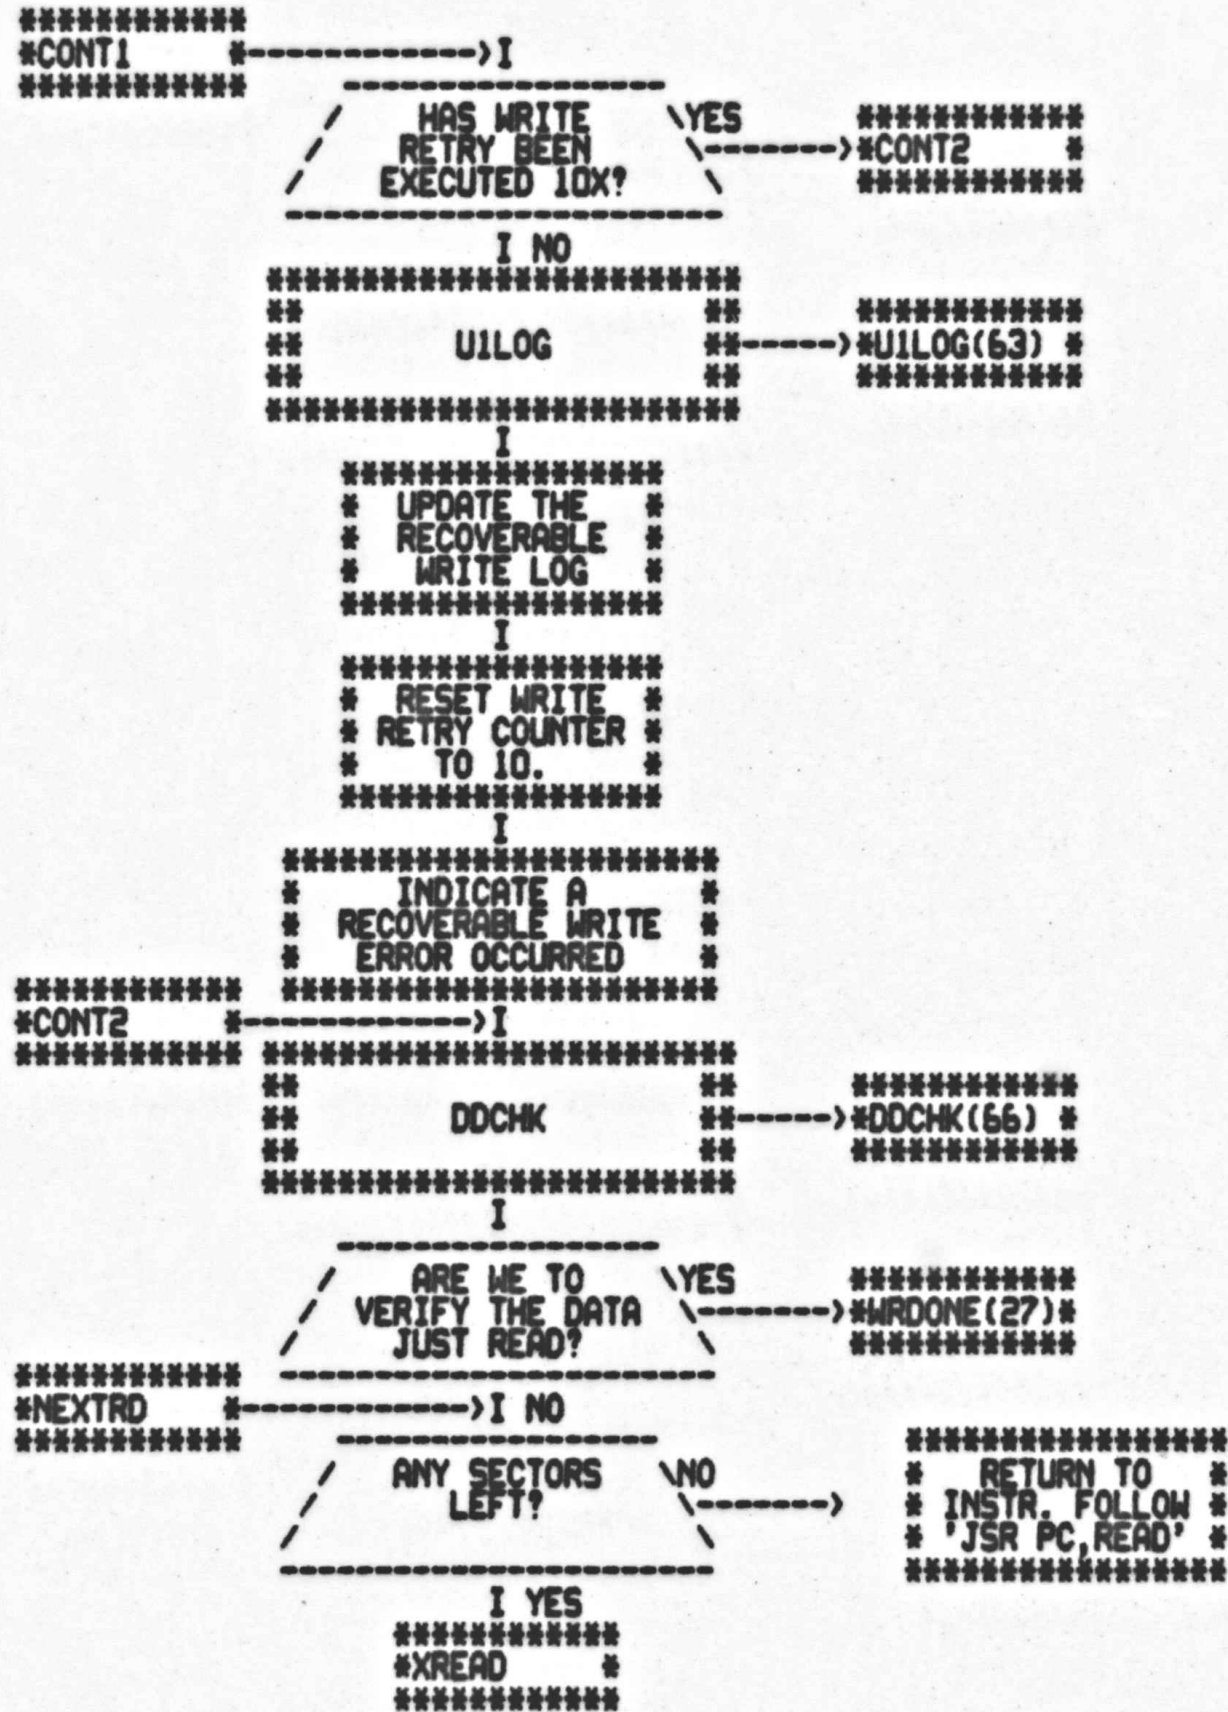 ************
*CONT1     *------------>I
************
-----------------
/ HAS WRITE \YES ************
/ RETRY BEEN \------->*CONT2     *
/ EXECUTED 10X? \ ************
-----------------------
I NO
*************************
** ** ************
** U1LOG **----->*U1LOG(63) *
** ** ************
*************************
I
*****************
* UPDATE THE *
* RECOVERABLE *
* WRITE LOG *
*****************
I
*****************
* RESET WRITE *
* RETRY COUNTER *
* TO 10. *
*****************
I
***********************
* INDICATE A *
* RECOVERABLE WRITE *
* ERROR OCCURRED *
************ ***********************
*CONT2     *------------>I
************ *************************
** ** ************
** DDCHK **----->*DDCHK(66) *
** ** ************
*************************
I
-----------------
/ ARE WE TO \YES ************
/ VERIFY THE DATA \------->*WRDONE(27)*
/ JUST READ? \ ************
************ -----------------------
*NEXTRD    *------------>I NO
************ ----------------- *****************
/ ANY SECTORS \NO * RETURN TO *
/ LEFT? \-------> * INSTR. FOLLOW *
/ \ * 'JSR PC,READ' *
----------------------- *****************
I YES
************
*XREAD     *
************